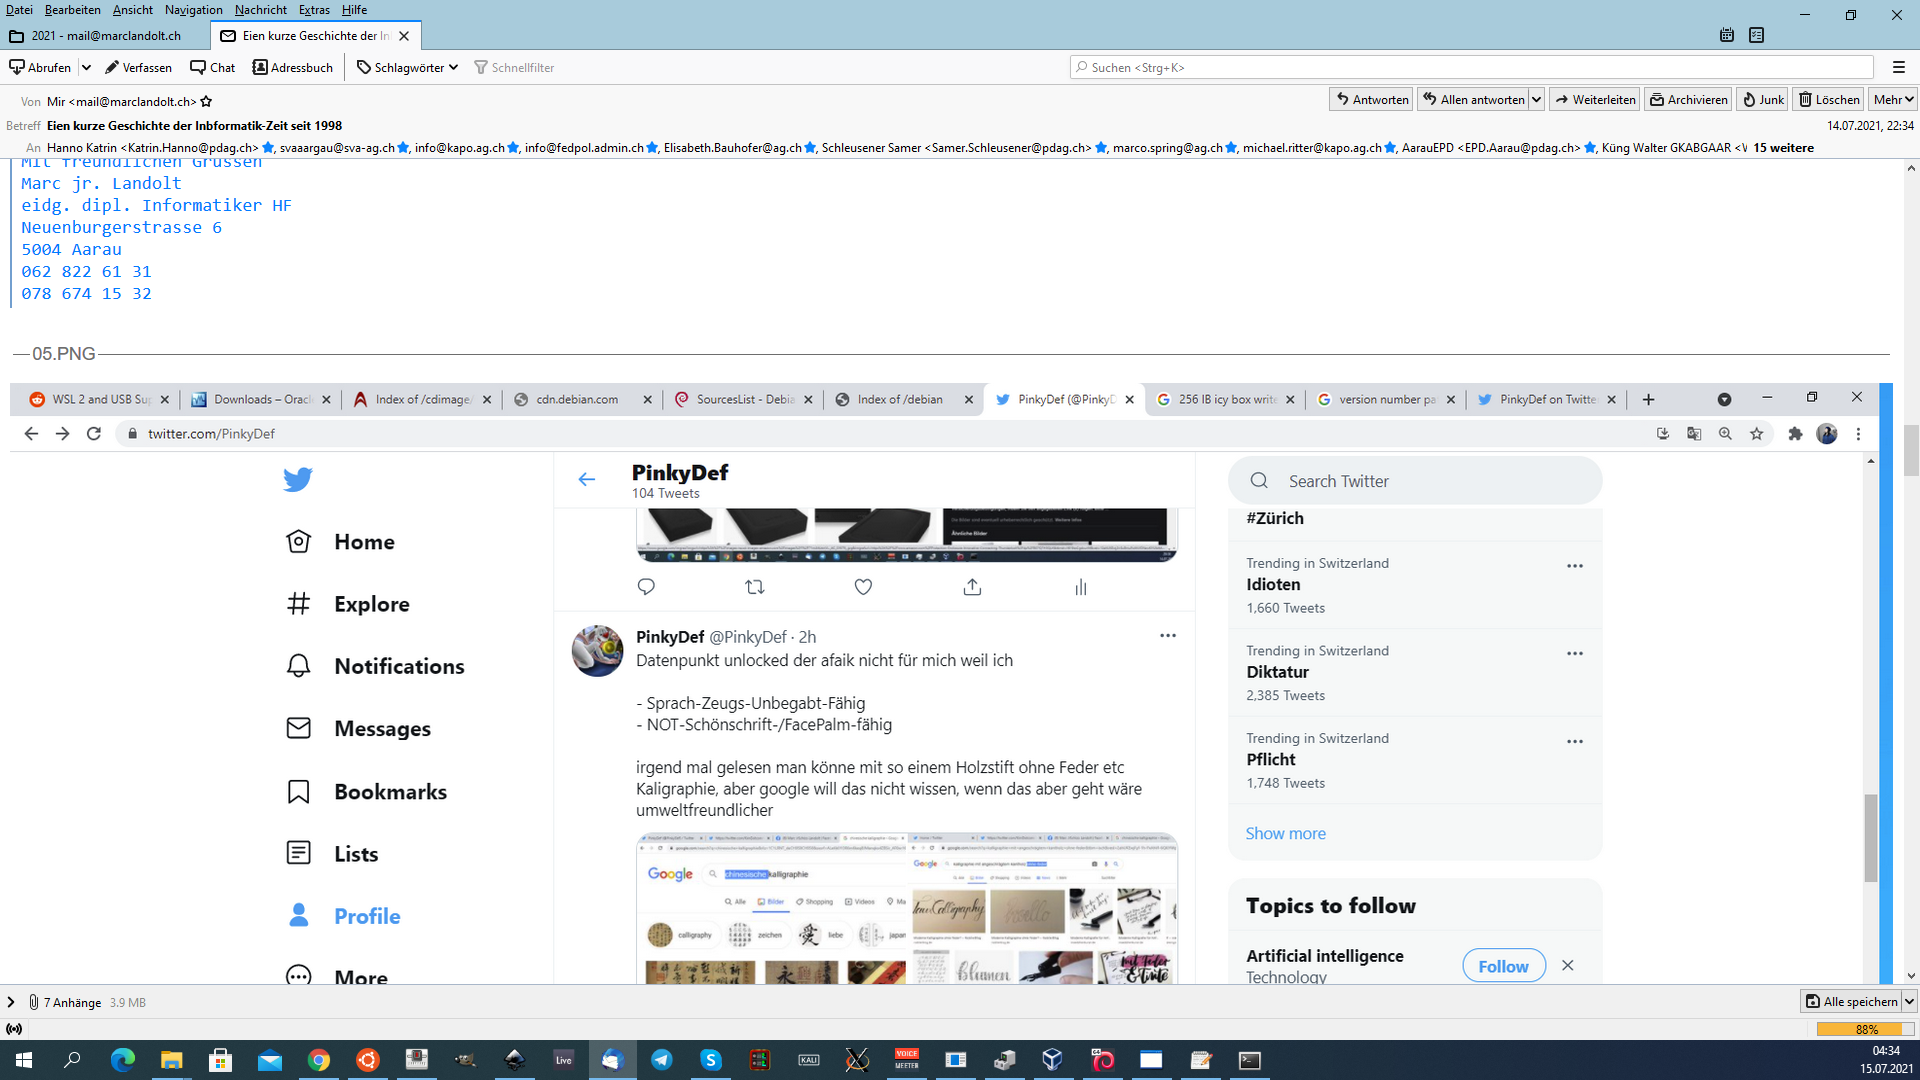 Datei Bearbeiten Ansicht Navigation Nachricht Extras Hilfe
2021 - mail@marclandolt.ch
Eien kurze Geschichte der In
Abrufen Verfassen Chat Adressbuch Schlagwörter Schnellfilter
Suchen <Strg+K>
Von Mir <mail@marclandolt.ch>
Antworten Allen antworten Weiterleiten Archivieren Junk Löschen Mehr
Betreff Eien kurze Geschichte der Inbformatik-Zeit seit 1998
14.07.2021, 22:34
An Hanno Katrin <Katrin.Hanno@pdag.ch>, svaaargau@sva-ag.ch, info@kapo.ag.ch, info@fedpol.admin.ch, Elisabeth.Bauhofer@ag.ch, Schleusener Samer <Samer.Schleusener@pdag.ch>, marco.spring@ag.ch, michael.ritter@kapo.ag.ch, AarauEPD <EPD.Aarau@pdag.ch>, Küng Walter GKABGAAR <V 15 weitere
Mit freundlichen Grüssen
Marc jr. Landolt
eidg. dipl. Informatiker HF
Neuenburgerstrasse 6
5004 Aarau
062 822 61 31
078 674 15 32
05.PNG
WSL 2 and USB Sup
Downloads – Oracl
Index of /cdimage/
cdn.debian.com
SourcesList - Debia
Index of /debian
PinkyDef (@PinkyD
256 IB icy box write
version number pa
PinkyDef on Twitte
twitter.com/PinkyDef
Home
Explore
Notifications
Messages
Bookmarks
Lists
Profile
More
PinkyDef
104 Tweets
PinkyDef @PinkyDef · 2h
Datenpunkt unlocked der afaik nicht für mich weil ich
- Sprach-Zeugs-Unbegabt-Fähig
- NOT-Schönschrift-/FacePalm-fähig
irgend mal gelesen man könne mit so einem Holzstift ohne Feder etc
Kaligraphie, aber google will das nicht wissen, wenn das aber geht wäre
umweltfreundlicher
Google chinesische kalligraphie
Alle Bilder Shopping Videos Ma
calligraphy zeichen 愛 liebe japan
Google
blumen
Search Twitter
#Zürich
Trending in Switzerland
Idioten
1,660 Tweets
Trending in Switzerland
Diktatur
2,385 Tweets
Trending in Switzerland
Pflicht
1,748 Tweets
Show more
Topics to follow
Artificial intelligence
Technology
Follow
7 Anhänge 3.9 MB
Alle speichern
88%
Live
KALI
VOICE
MEETER
04:34
15.07.2021